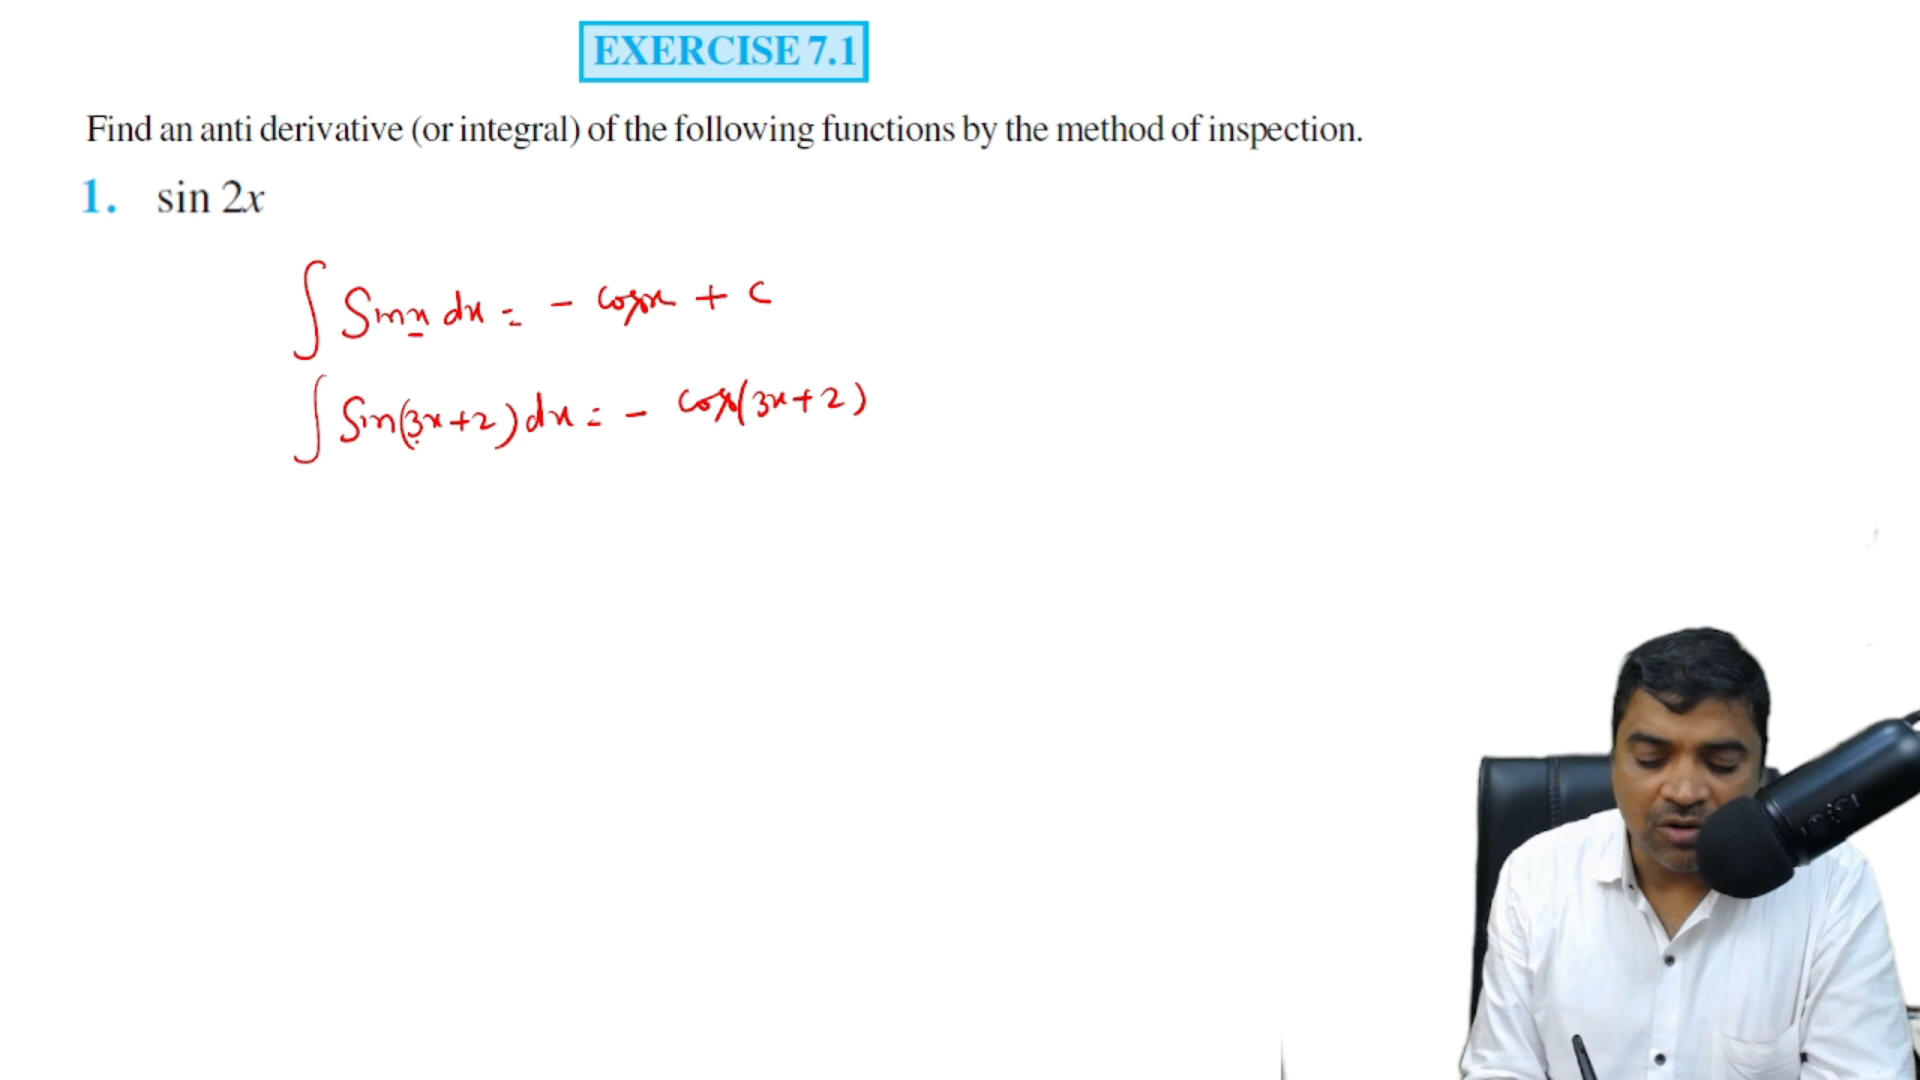 EXERCISE 7.1
Find an anti derivative (or integral) of the following functions by the method of inspection.
1. sin 2x
∫ Sin x dx = - cos x + c
∫ Sin(3x+2) dx = - cos(3x+2)